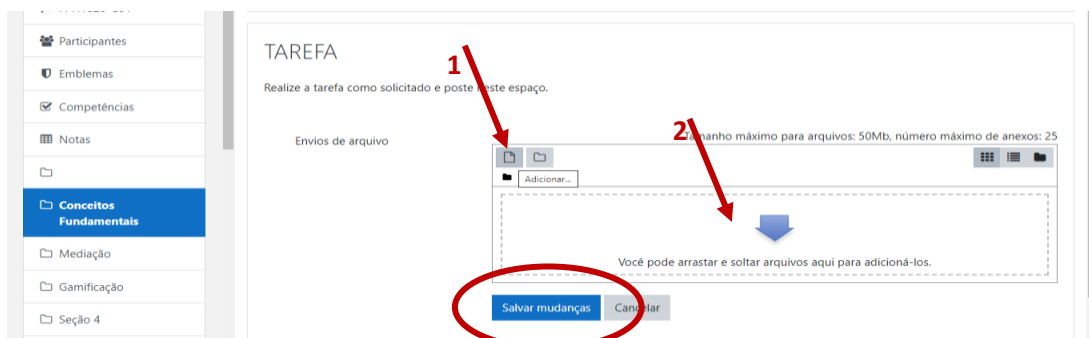 Participantes
Emblemas
Competências
Notas
Conceitos
Fundamentais
Mediação
Gamificação
Seção 4
TAREFA
1
Realize a tarefa como solicitado e poste neste espaço.
Envios de arquivo
2
Tamanho máximo para arquivos: 50Mb, número máximo de anexos: 25
Adicionar...
Você pode arrastar e soltar arquivos aqui para adicioná-los.
Salvar mudanças
Cancelar